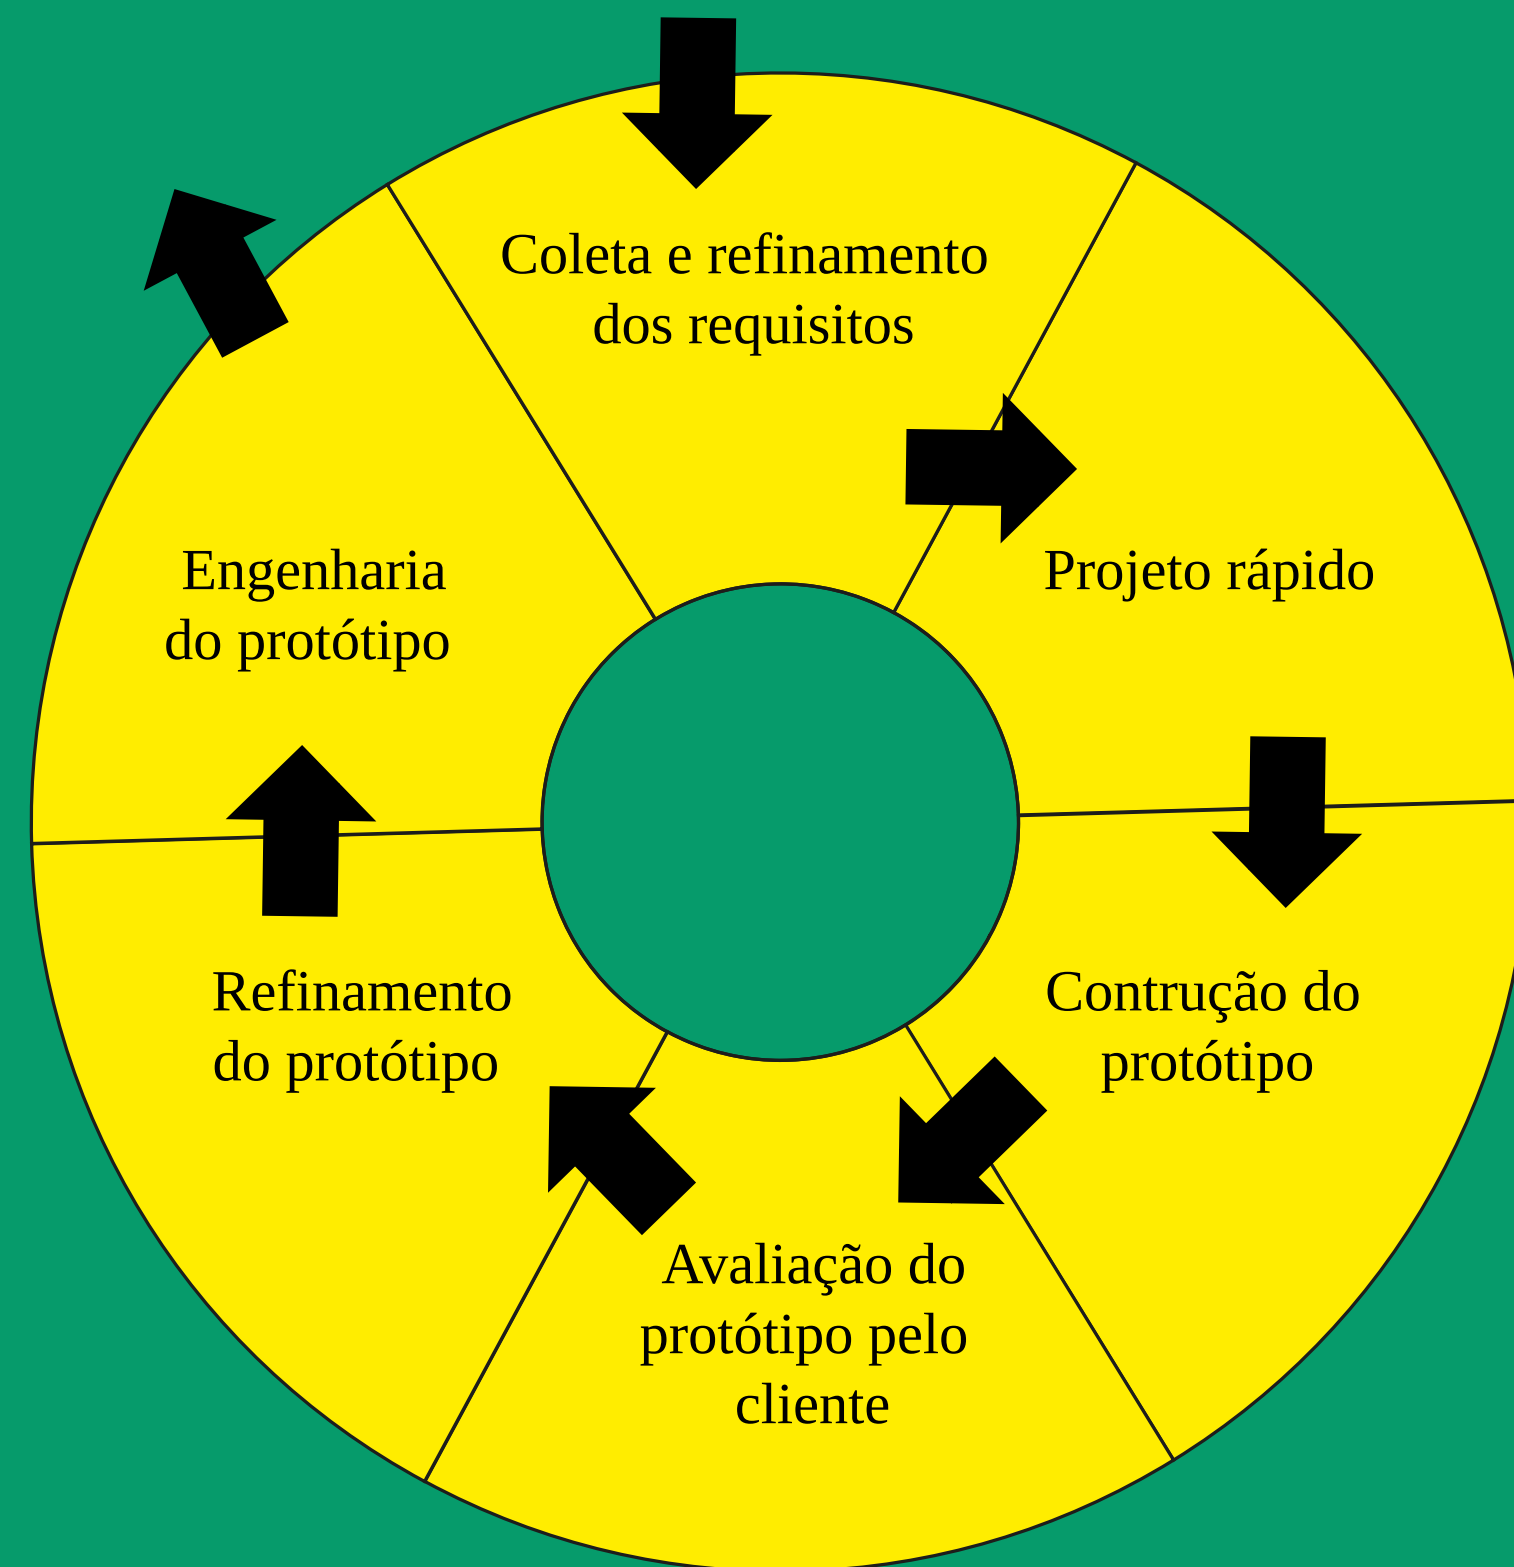 Coleta e refinamento
dos requisitos
Projeto rápido
Contrução do
protótipo
Avaliação do
protótipo pelo
cliente
Refinamento
do protótipo
Engenharia
do protótipo